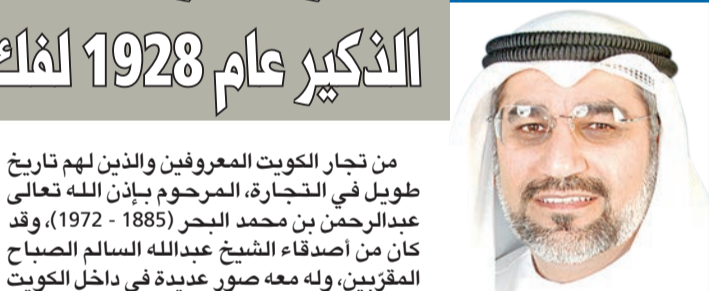 الذكير عام 1928 لفك
من تجار الكويت المعروفين والذين لهم تاريخ
طويل في التجارة، المرحوم بإذن الله تعالى
عبدالرحمن بن محمد البحر (1885 - 1972)، وقد
كان من أصدقاء الشيخ عبدالله السالم الصباح
المقرّبين، وله معه صور عديدة في داخل الكويت